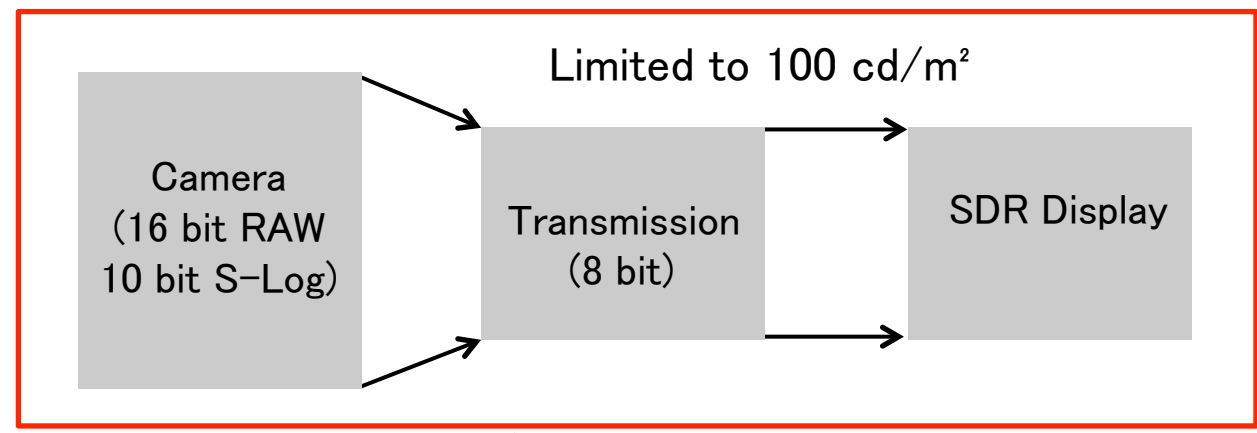 Limited to 100 cd/m²
Camera
(16 bit RAW
10 bit S-Log)
Transmission
(8 bit)
SDR Display